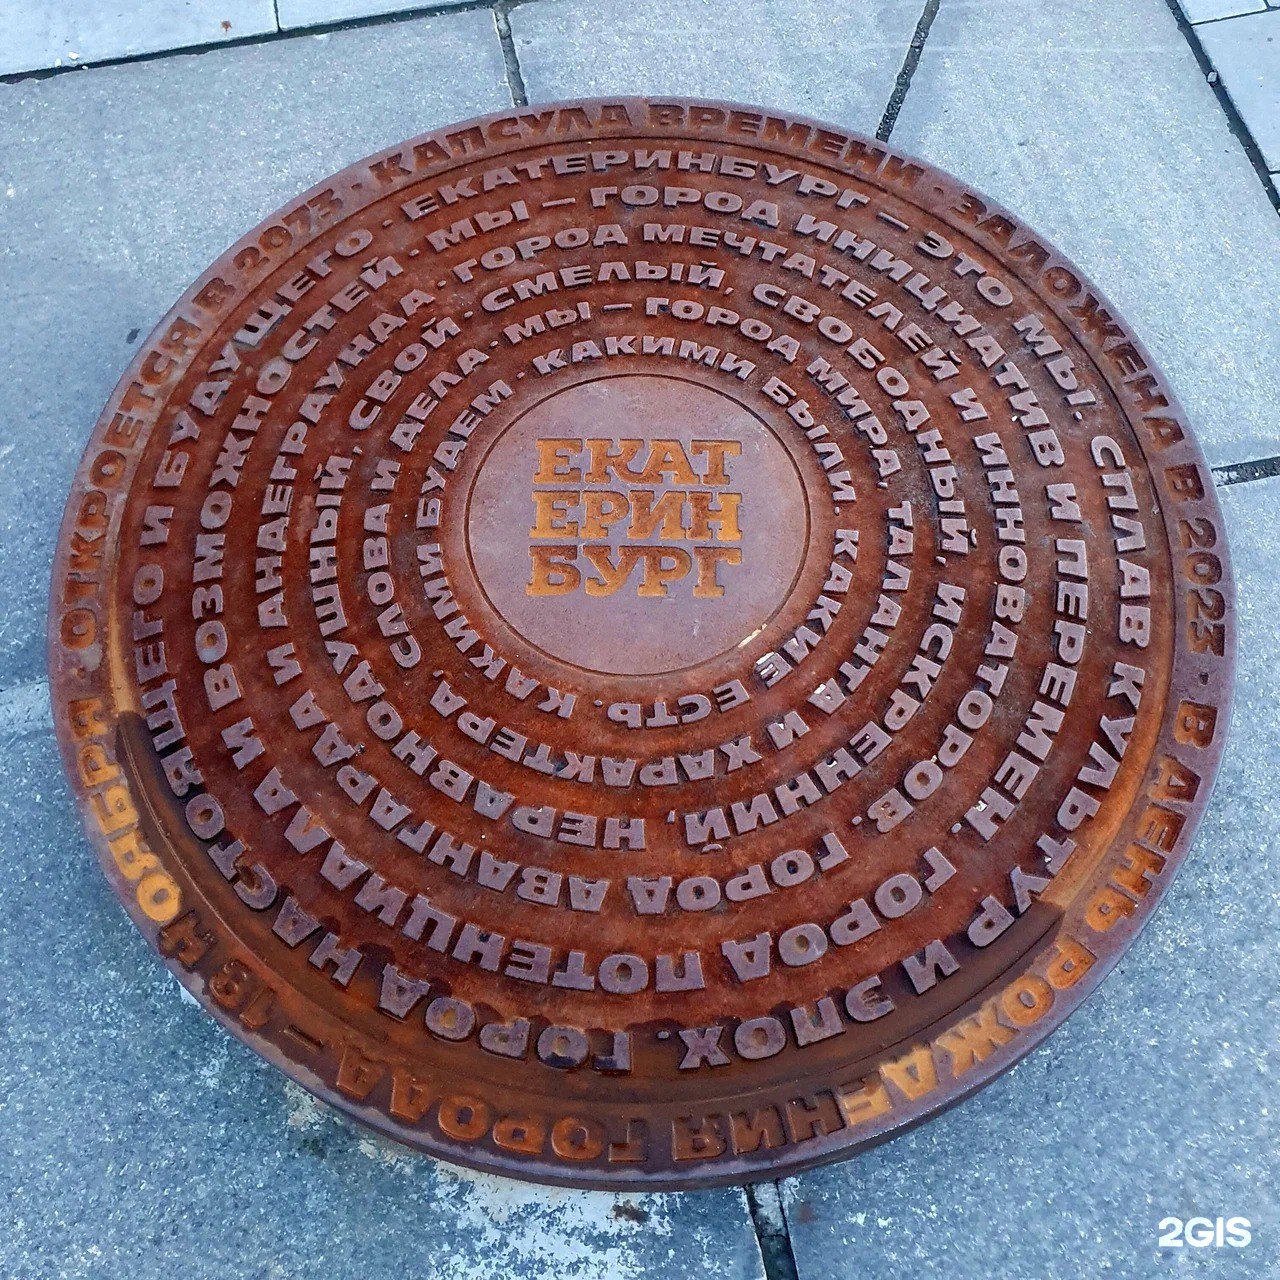 КАПСУЛА ВРЕМЕНИ · ЗАЛОЖЕНА В 2023 · В ДЕНЬ РОЖДЕНИЯ ГОРОДА – 18 НОЯБРЯ · ОТКРОЕТСЯ В 2073 ·
ЕКАТЕРИНБУРГ — ЭТО МЫ. СПЛАВ КУЛЬТУР И ЭПОХ. ГОРОД НАСТОЯЩЕГО И БУДУЩЕГО ·
МЫ — ГОРОД ИНИЦИАТИВ И ПЕРЕМЕН. ГОРОД ПОТЕНЦИАЛА И ВОЗМОЖНОСТЕЙ ·
ГОРОД МЕЧТАТЕЛЕЙ И ИННОВАТОРОВ. ГОРОД АВАНГАРДА И АНДЕГРАУНДА ·
СМЕЛЫЙ, СВОБОДНЫЙ, ИСКРЕННИЙ, НЕРАВНОДУШНЫЙ, СВОЙ ·
МЫ — ГОРОД МИРА, ТАЛАНТА И ХАРАКТЕРА, СЛОВА И ДЕЛА ·
КАКИМИ БЫЛИ. КАКИЕ ЕСТЬ. КАКИМИ БУДЕМ ·
ЕКАТ
ЕРИН
БУРГ
2GIS